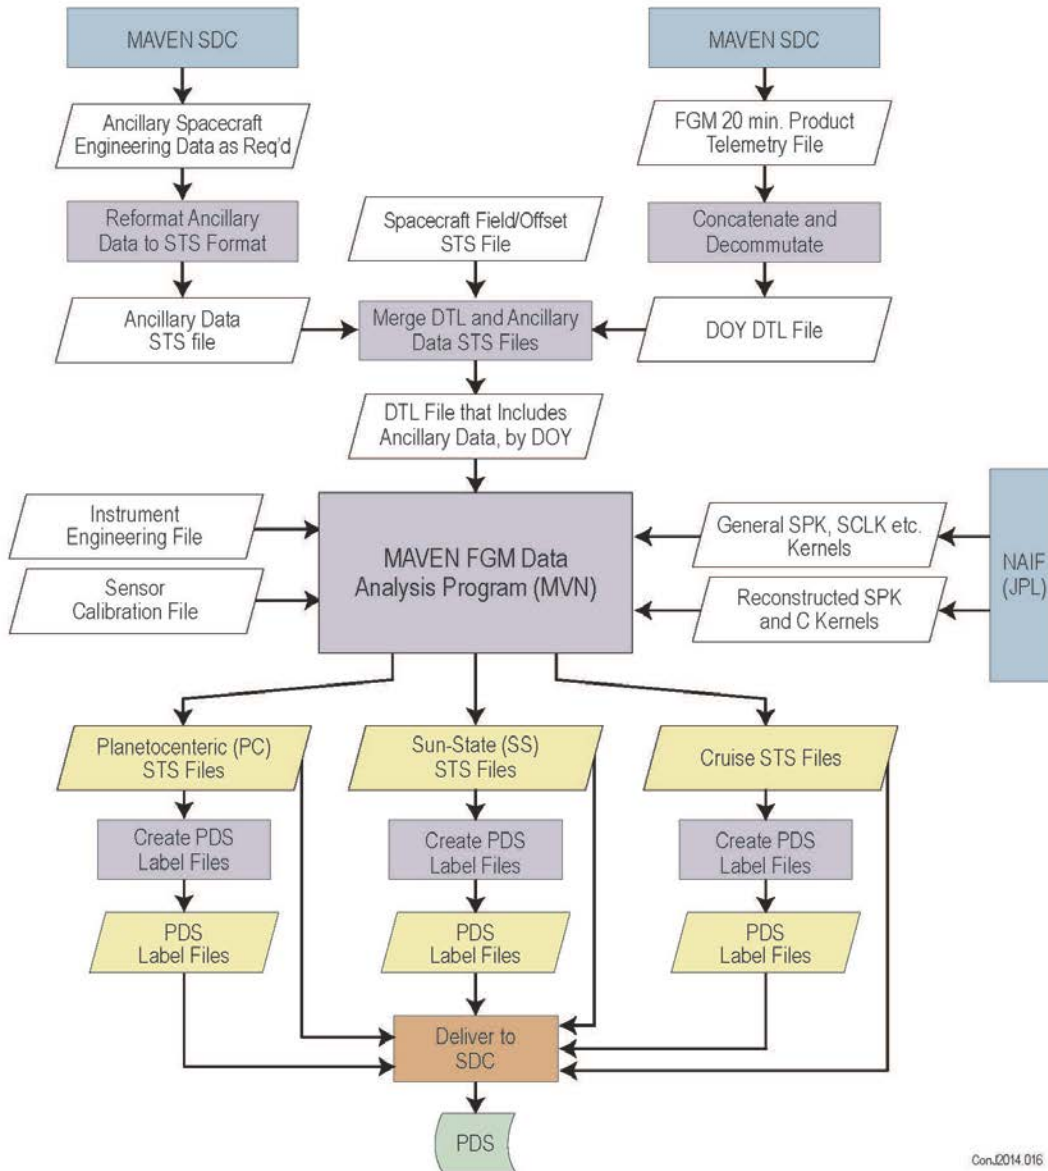 MAVEN SDC
MAVEN SDC
Ancillary Spacecraft
Engineering Data as Req'd
FGM 20 min. Product
Telemetry File
Reformat Ancillary
Data to STS Format
Spacecraft Field/Offset
STS File
Concatenate and
Decommutate
Ancillary Data
STS file
Merge DTL and Ancillary
Data STS Files
DOY DTL File
DTL File that Includes
Ancillary Data, by DOY
Instrument
Engineering File
MAVEN FGM Data
Analysis Program (MVN)
General SPK, SCLK etc.
Kernels
NAIF
(JPL)
Sensor
Calibration File
Reconstructed SPK
and C Kernels
Planetocenteric (PC)
STS Files
Sun-State (SS)
STS Files
Cruise STS Files
Create PDS
Label Files
Create PDS
Label Files
Create PDS
Label Files
PDS
Label Files
PDS
Label Files
PDS
Label Files
Deliver to
SDC
PDS
ConJ2014.016